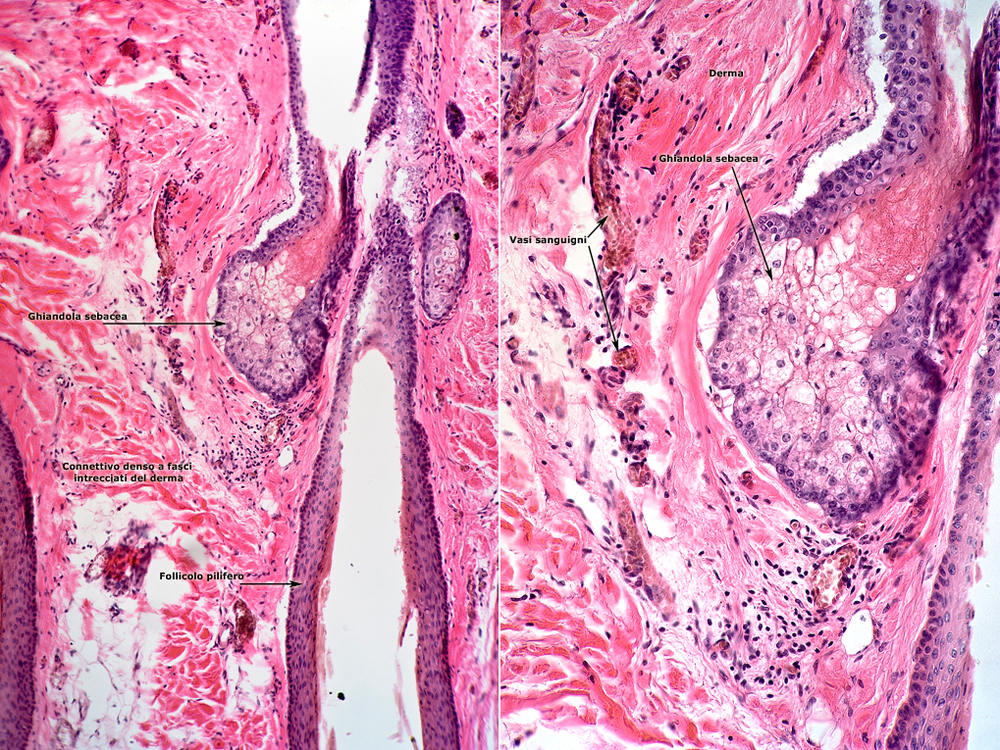 Ghiandola sebacea
Connettivo denso a fasci
intrecciati del derma
Follicolo pilifero
Derma
Ghiandola sebacea
Vasi sanguigni